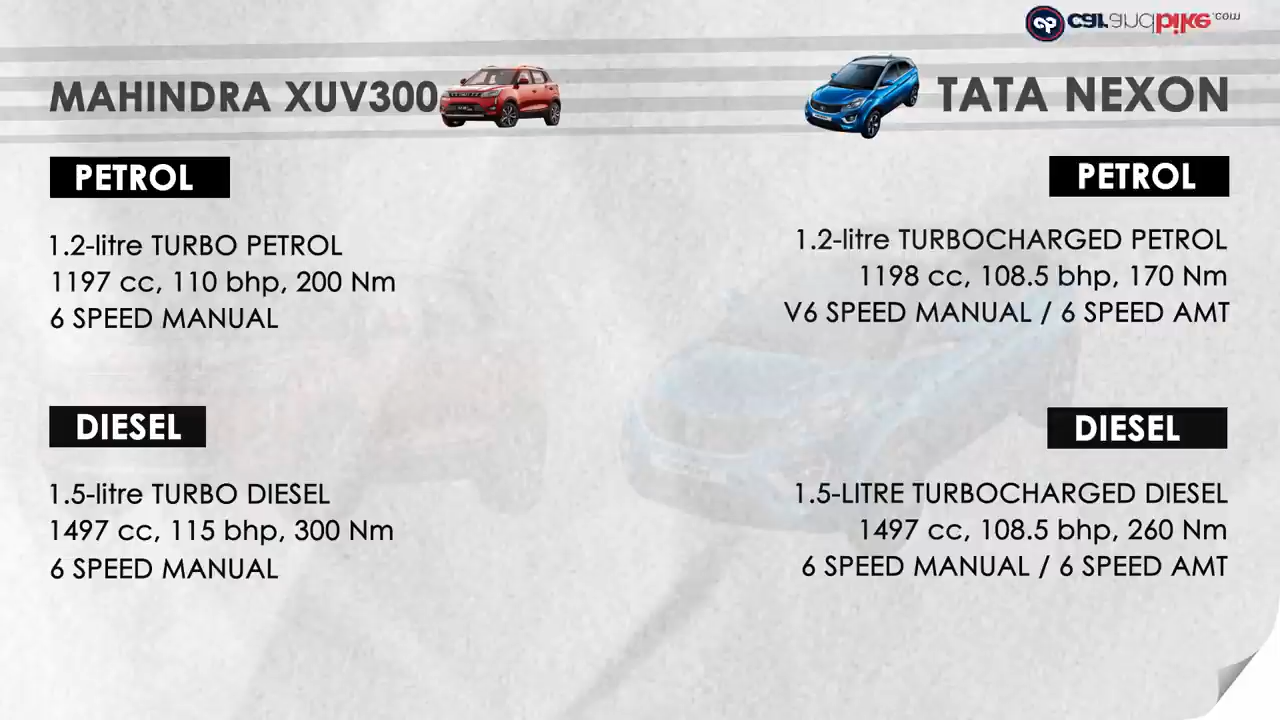 carandbike.com
MAHINDRA XUV300
TATA NEXON
PETROL
1.2-litre TURBO PETROL
1197 cc, 110 bhp, 200 Nm
6 SPEED MANUAL
DIESEL
1.5-litre TURBO DIESEL
1497 cc, 115 bhp, 300 Nm
6 SPEED MANUAL
PETROL
1.2-litre TURBOCHARGED PETROL
1198 cc, 108.5 bhp, 170 Nm
V6 SPEED MANUAL / 6 SPEED AMT
DIESEL
1.5-LITRE TURBOCHARGED DIESEL
1497 cc, 108.5 bhp, 260 Nm
6 SPEED MANUAL / 6 SPEED AMT